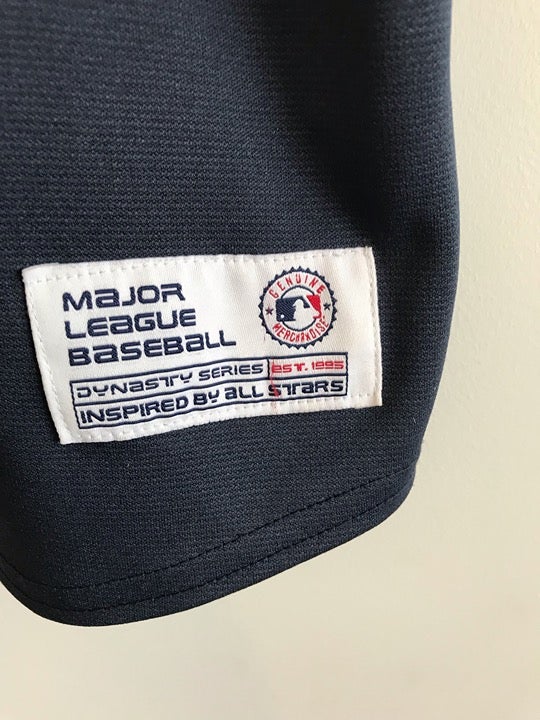 MAJOR
LEAGUE
BASEBALL
GENUINE
MERCHANDISE
DYNASTY SERIES EST. 1995
INSPIRED BY ALL STARS